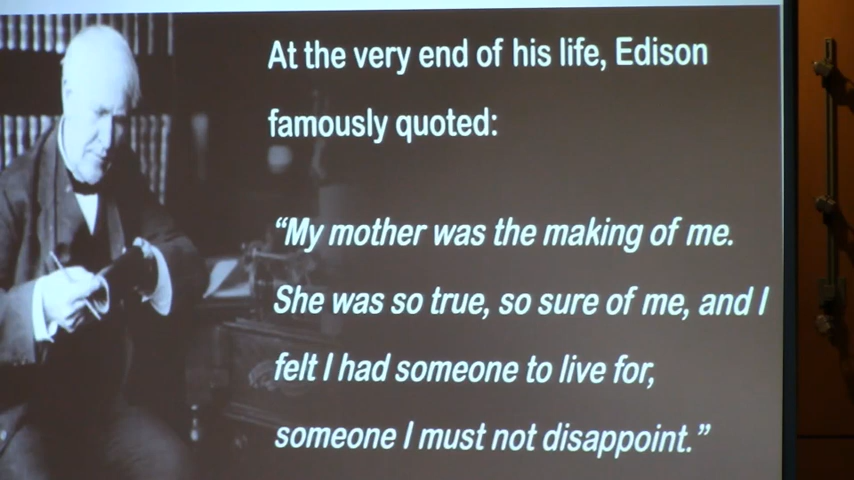 At the very end of his life, Edison
famously quoted:
“My mother was the making of me.
She was so true, so sure of me, and I
felt I had someone to live for,
someone I must not disappoint.”